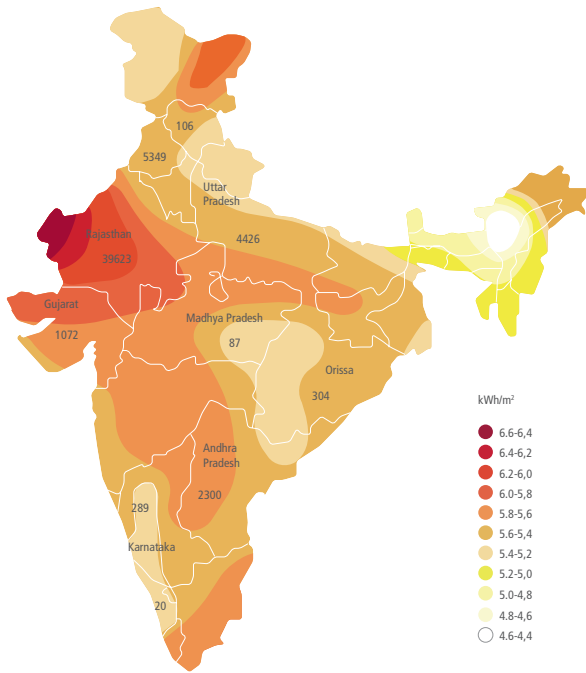 106
5349
Uttar
Pradesh
4426
Rajasthan
39623
Gujarat
1072
Madhya Pradesh
87
Orissa
304
Andhra
Pradesh
2300
289
Karnataka
20
kWh/m²
6.6-6,4
6.4-6,2
6.2-6,0
6.0-5,8
5.8-5,6
5.6-5,4
5.4-5,2
5.2-5,0
5.0-4,8
4.8-4,6
4.6-4,4